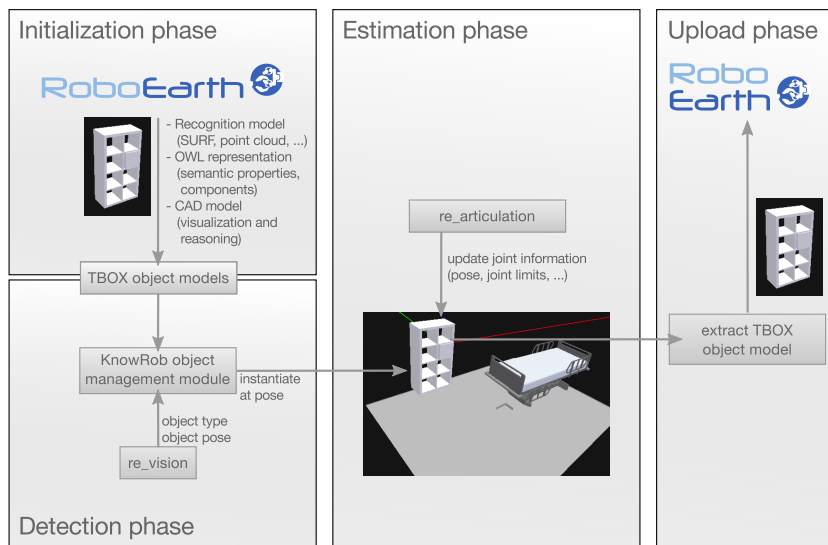 Initialization phase
RoboEarth
- Recognition model
(SURF, point cloud, ...)
- OWL representation
(semantic properties,
components)
- CAD model
(visualization and
reasoning)
TBOX object models
KnowRob object
management module
instantiate
at pose
object type
object pose
re_vision
Detection phase
Estimation phase
re_articulation
update joint information
(pose, joint limits, ...)
Upload phase
Robo
Earth
extract TBOX
object model